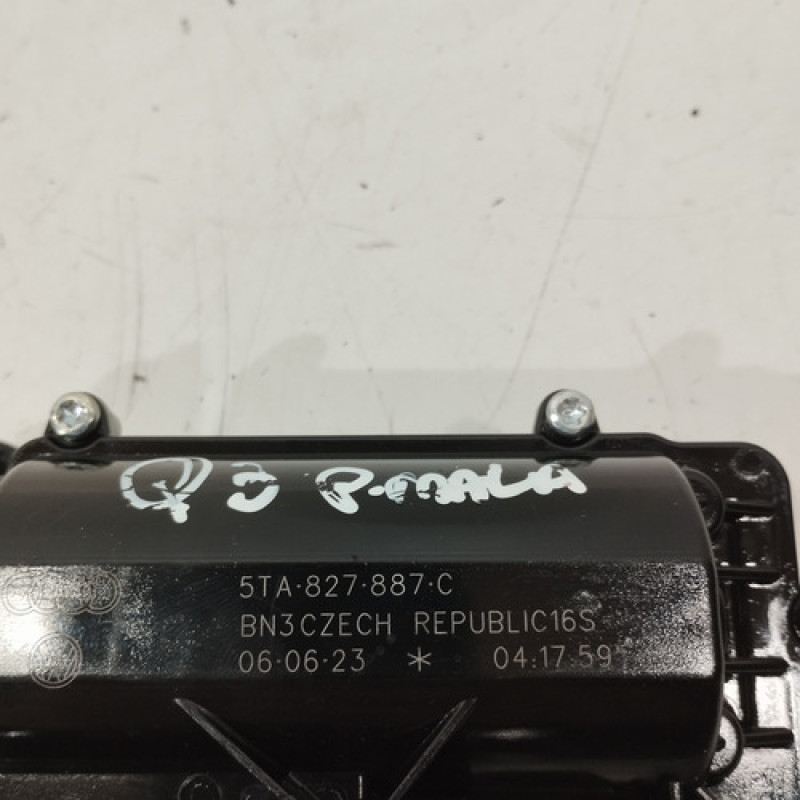 Q3 P.MALA
5TA·827·887·C
BN3CZECH REPUBLIC16S
06·06·23 * 04:17 59